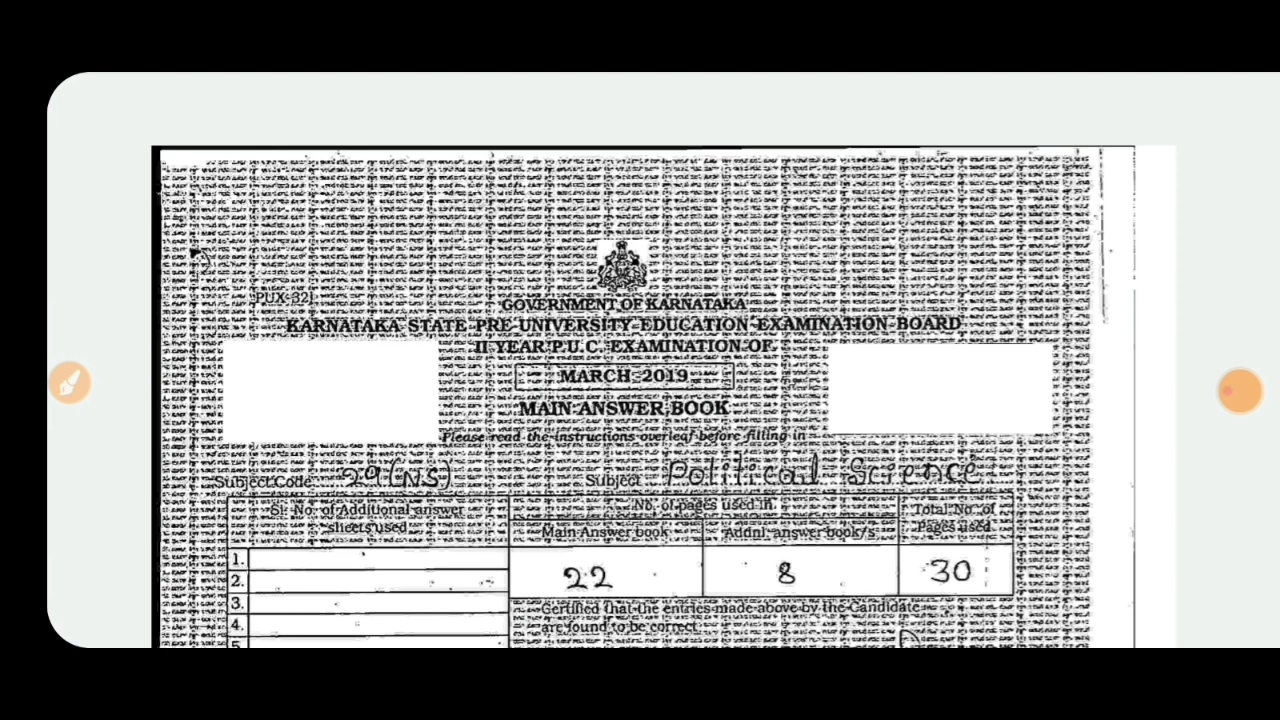 PUX-32
GOVERNMENT OF KARNATAKA
KARNATAKA STATE PRE-UNIVERSITY EDUCATION EXAMINATION BOARD
II YEAR P.U.C. EXAMINATION OF
MARCH-2019
MAIN ANSWER BOOK
Please read the instructions overleaf before filling in
Subject Code 29(NS) Subject Political Science
Sl. No. of Additional answer sheets used
No. of pages used in
Total No. of Pages used
Main Answer book Addnl. answer book/s
1. 22 8 30
2.
3.
4.
5.
Certified that the entries made above by the Candidate
are found to be correct